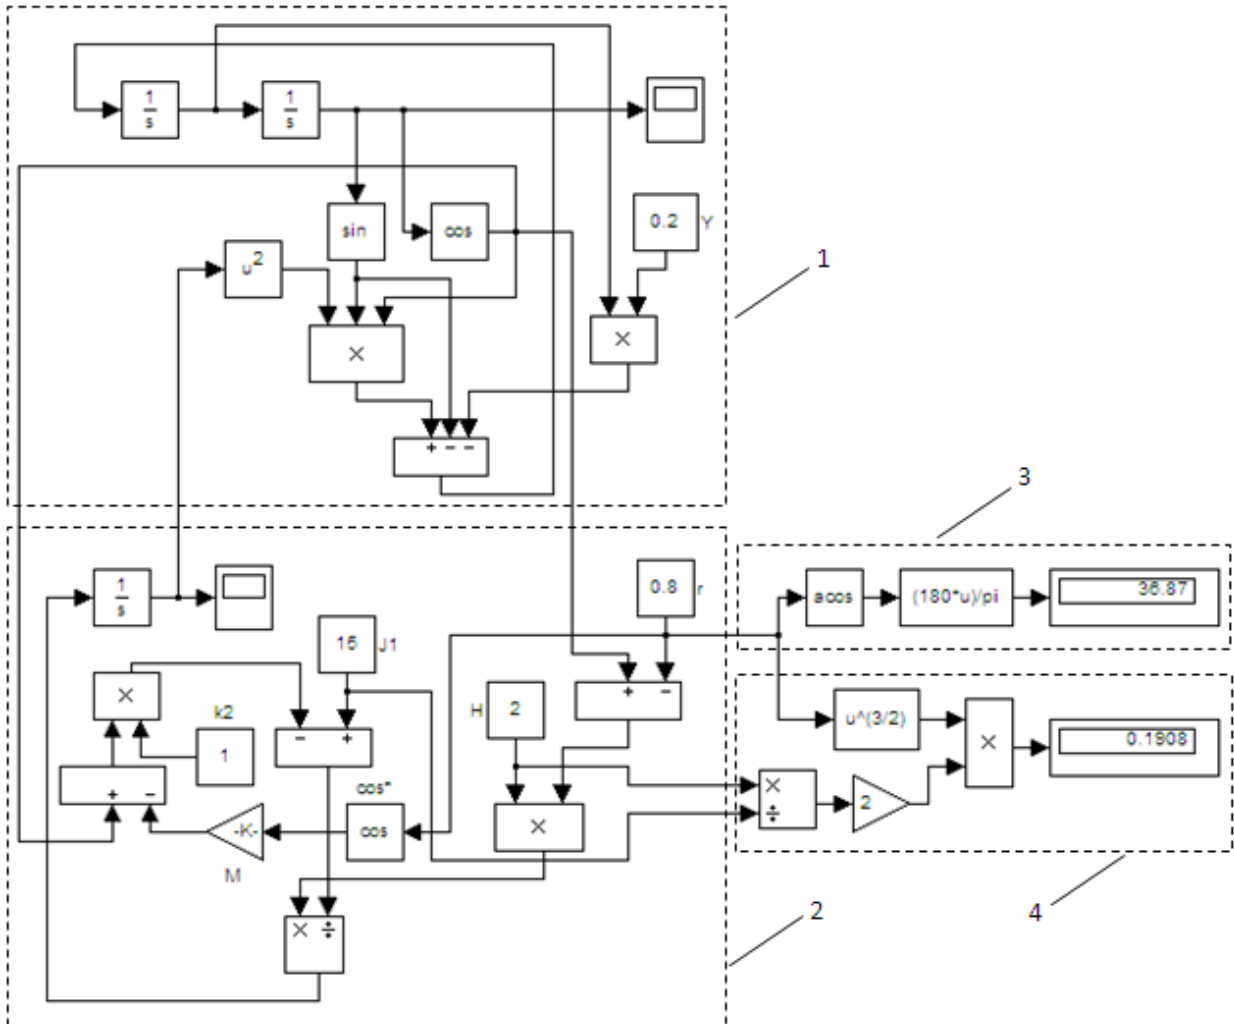 1
s
1
s
sin
cos
0.2 Y
u²
×
×
+ − −
1
3
1
s
0.8 r
acos
(180*u)/pi
36.87
15 J1
×
k2
1
− +
H 2
+ −
u^(3/2)
×
0.1908
×
÷
2
+ −
cos*
cos
-K-
M
×
× ÷
2
4